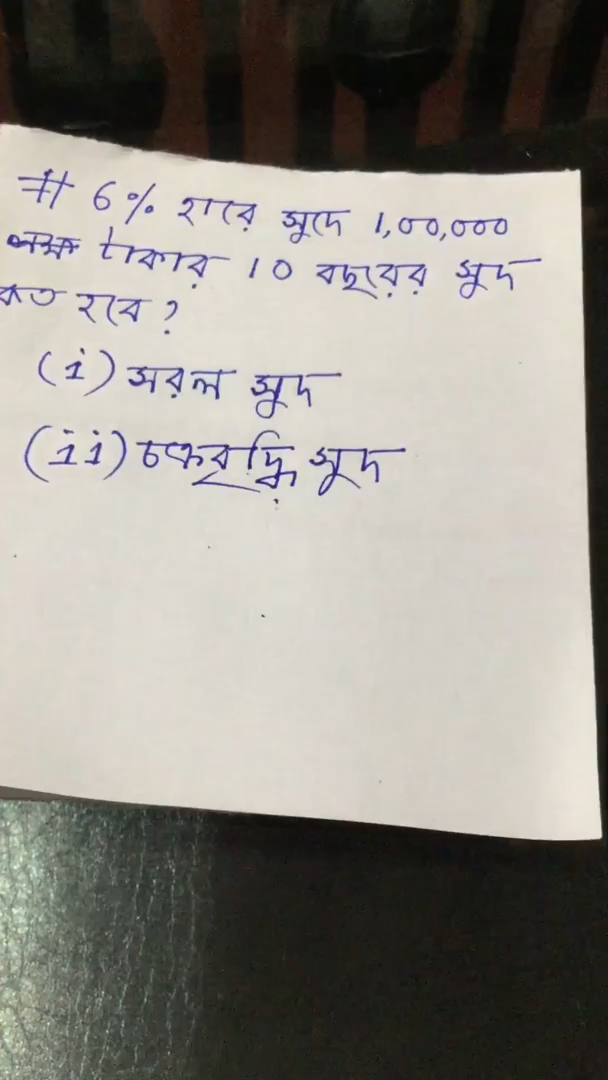 # 6% হারে সুদে 1,00,000
টাকার 10 বছরের সুদ
কত হবে ?
(i) সরল সুদ
(ii) চক্রবৃদ্ধি সুদ